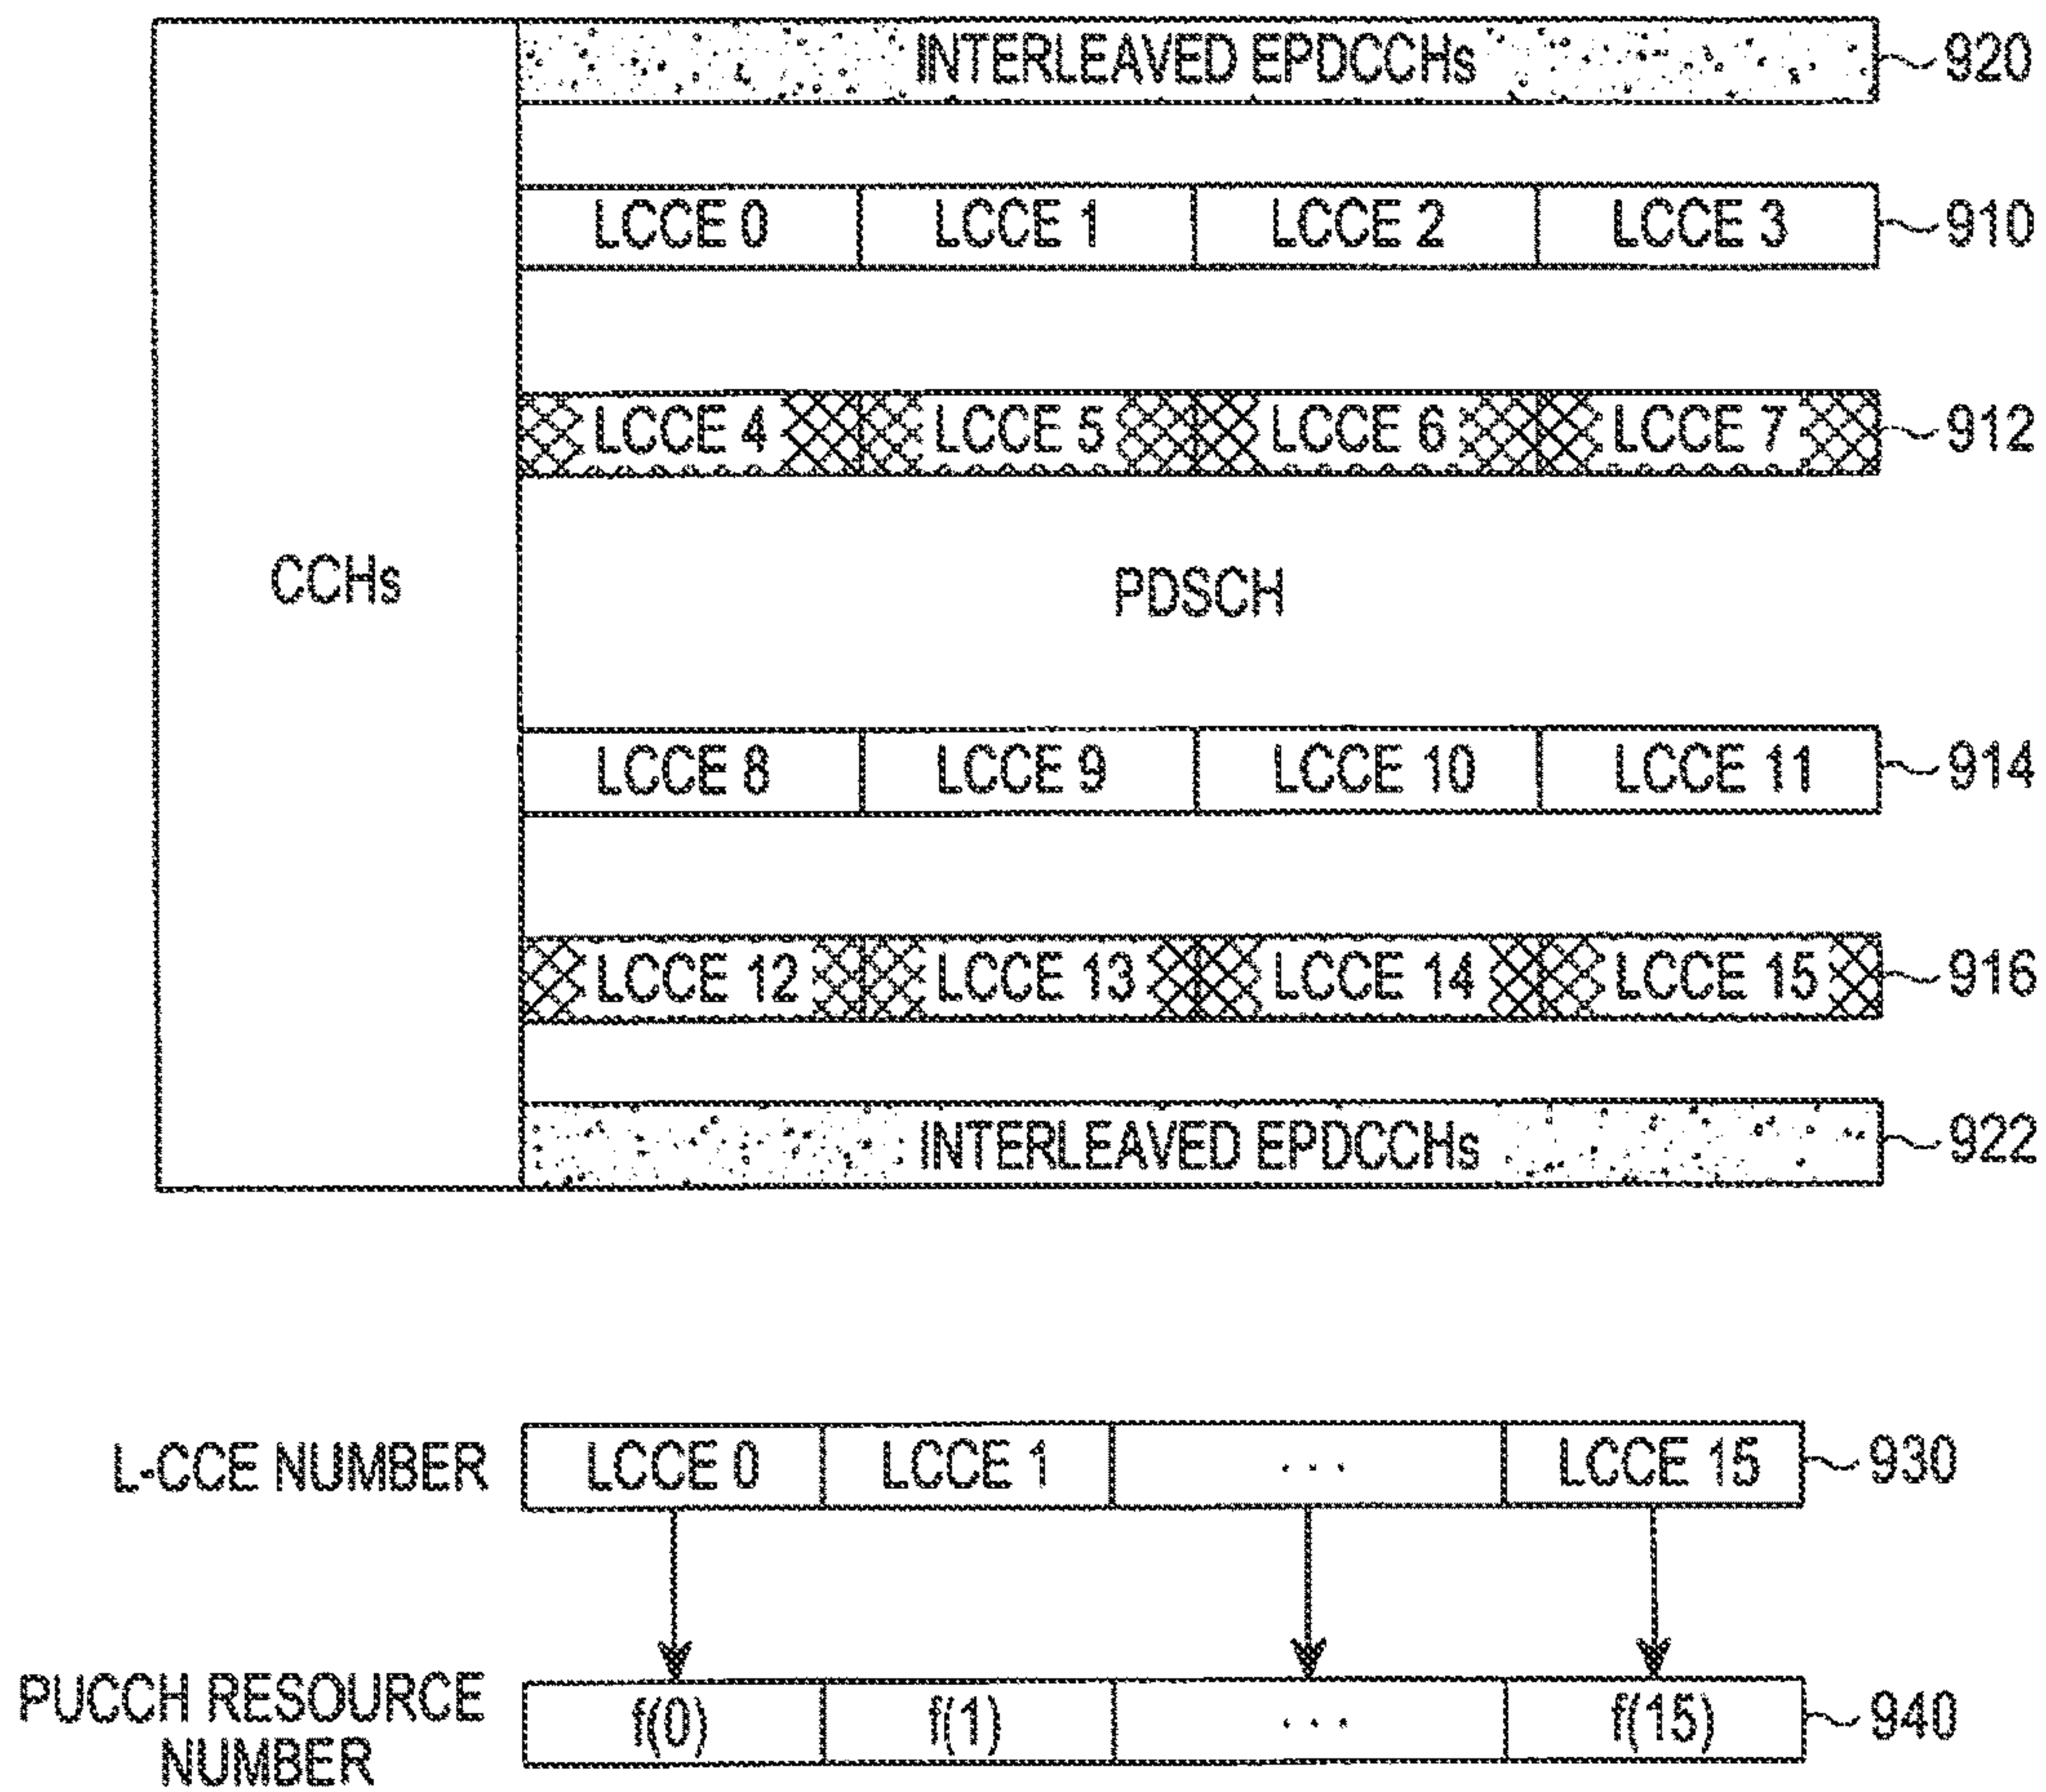 INTERLEAVED EPDCCHs 920
LCCE 0 LCCE 1 LCCE 2 LCCE 3 910
LCCE 4 LCCE 5 LCCE 6 LCCE 7 912
CCHs PDSCH
LCCE 8 LCCE 9 LCCE 10 LCCE 11 914
LCCE 12 LCCE 13 LCCE 14 LCCE 15 916
INTERLEAVED EPDCCHs 922
L-CCE NUMBER LCCE 0 LCCE 1 ... LCCE 15 930
PUCCH RESOURCE
NUMBER f(0) f(1) ... f(15) 940